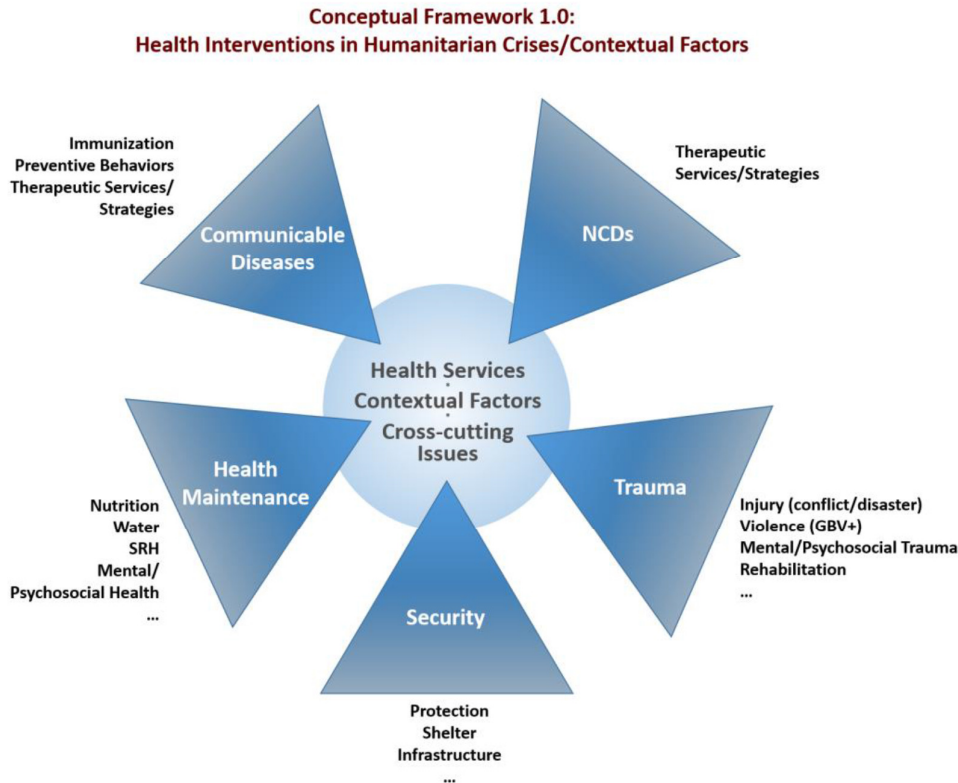 Conceptual Framework 1.0:
Health Interventions in Humanitarian Crises/Contextual Factors
Immunization
Preventive Behaviors
Therapeutic Services/
Strategies
Communicable
Diseases
Therapeutic
Services/Strategies
NCDs
Health Services
·
Contextual Factors
·
Cross-cutting
Issues
Health
Maintenance
Nutrition
Water
SRH
Mental/
Psychosocial Health
...
Trauma
Injury (conflict/disaster)
Violence (GBV+)
Mental/Psychosocial Trauma
Rehabilitation
...
Security
Protection
Shelter
Infrastructure
...